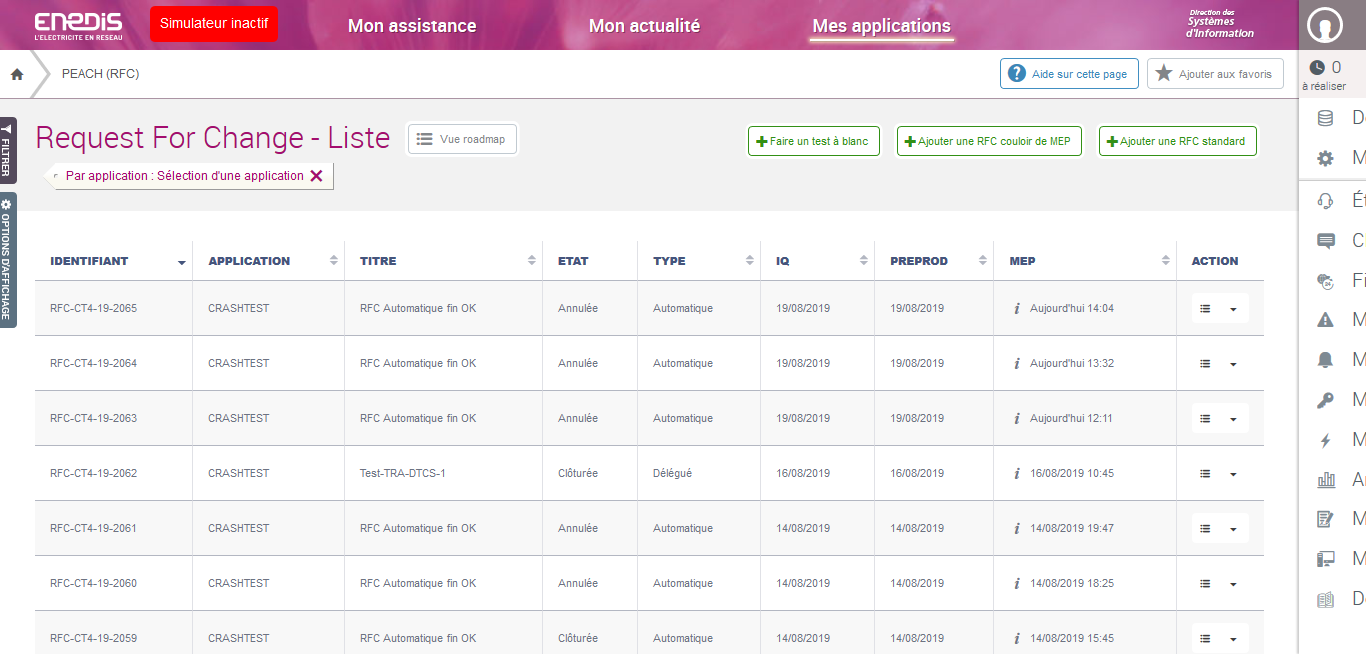 ENEDIS
L'ELECTRICITE EN RESEAU
Simulateur inactif
Mon assistance
Mon actualité
Mes applications
Direction des
Systèmes
d'Information
PEACH (RFC)
Aide sur cette page
Ajouter aux favoris
0
à réaliser
FILTRER
OPTIONS D'AFFICHAGE
Request For Change - Liste
Vue roadmap
Faire un test à blanc
Ajouter une RFC couloir de MEP
Ajouter une RFC standard
Par application : Sélection d'une application
IDENTIFIANT APPLICATION TITRE ETAT TYPE IQ PREPROD MEP ACTION
RFC-CT4-19-2065 CRASHTEST RFC Automatique fin OK Annulée Automatique 19/08/2019 19/08/2019 i Aujourd'hui 14:04
RFC-CT4-19-2064 CRASHTEST RFC Automatique fin OK Annulée Automatique 19/08/2019 19/08/2019 i Aujourd'hui 13:32
RFC-CT4-19-2063 CRASHTEST RFC Automatique fin OK Annulée Automatique 19/08/2019 19/08/2019 i Aujourd'hui 12:11
RFC-CT4-19-2062 CRASHTEST Test-TRA-DTCS-1 Clôturée Délégué 16/08/2019 16/08/2019 i 16/08/2019 10:45
RFC-CT4-19-2061 CRASHTEST RFC Automatique fin OK Annulée Automatique 14/08/2019 14/08/2019 i 14/08/2019 19:47
RFC-CT4-19-2060 CRASHTEST RFC Automatique fin OK Annulée Automatique 14/08/2019 14/08/2019 i 14/08/2019 18:25
RFC-CT4-19-2059 CRASHTEST RFC Automatique fin OK Clôturée Automatique 14/08/2019 14/08/2019 i 14/08/2019 15:45